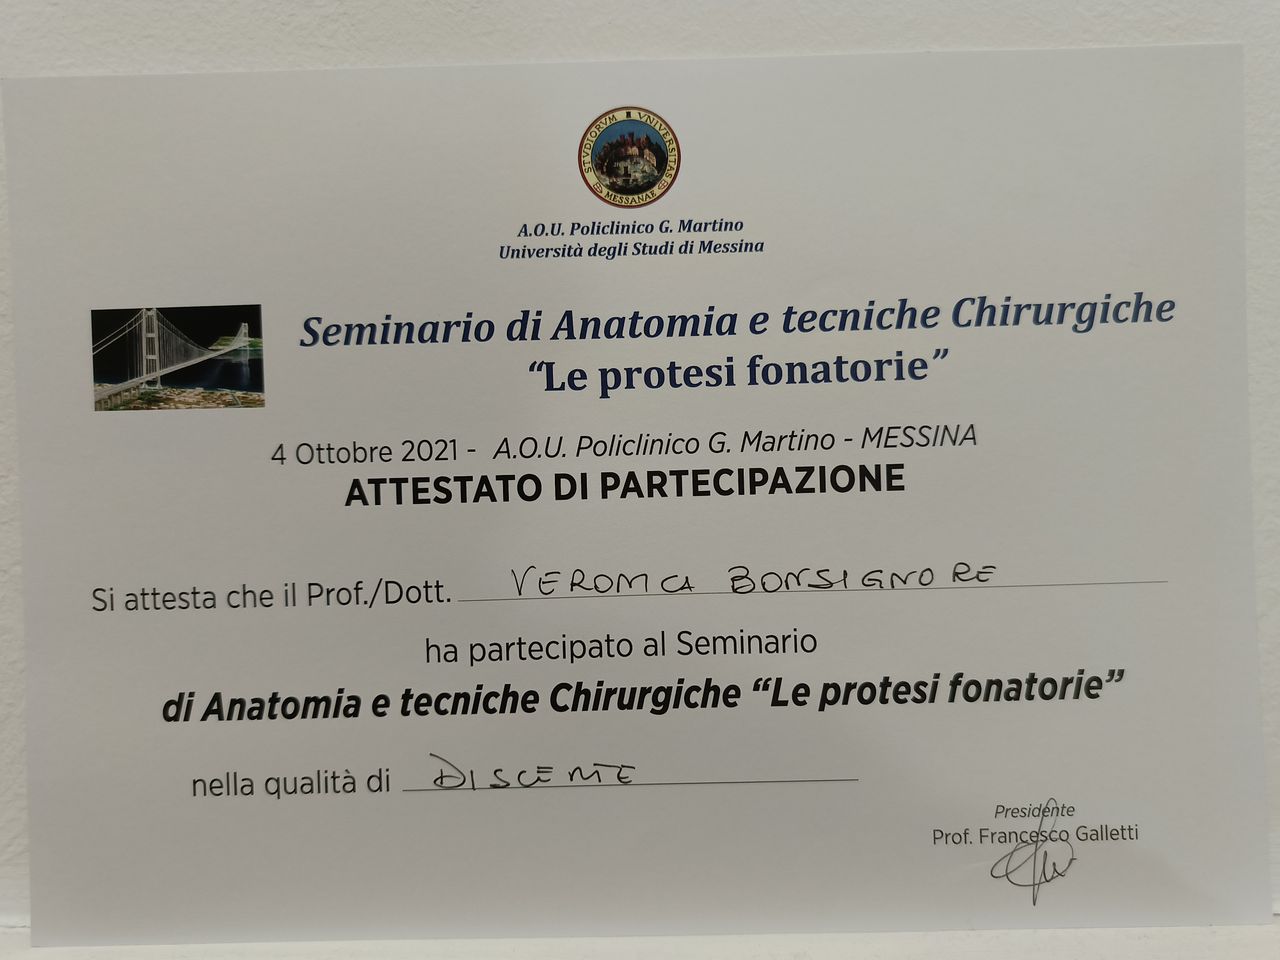 STVDIORVM VNIVERSITAS
MESSANAE
A.O.U. Policlinico G. Martino
Università degli Studi di Messina
Seminario di Anatomia e tecniche Chirurgiche
“Le protesi fonatorie”
4 Ottobre 2021 - A.O.U. Policlinico G. Martino - MESSINA
ATTESTATO DI PARTECIPAZIONE
Si attesta che il Prof./Dott. VERONICA BONSIGNORE
ha partecipato al Seminario
di Anatomia e tecniche Chirurgiche “Le protesi fonatorie”
nella qualità di DISCENTE
Presidente
Prof. Francesco Galletti